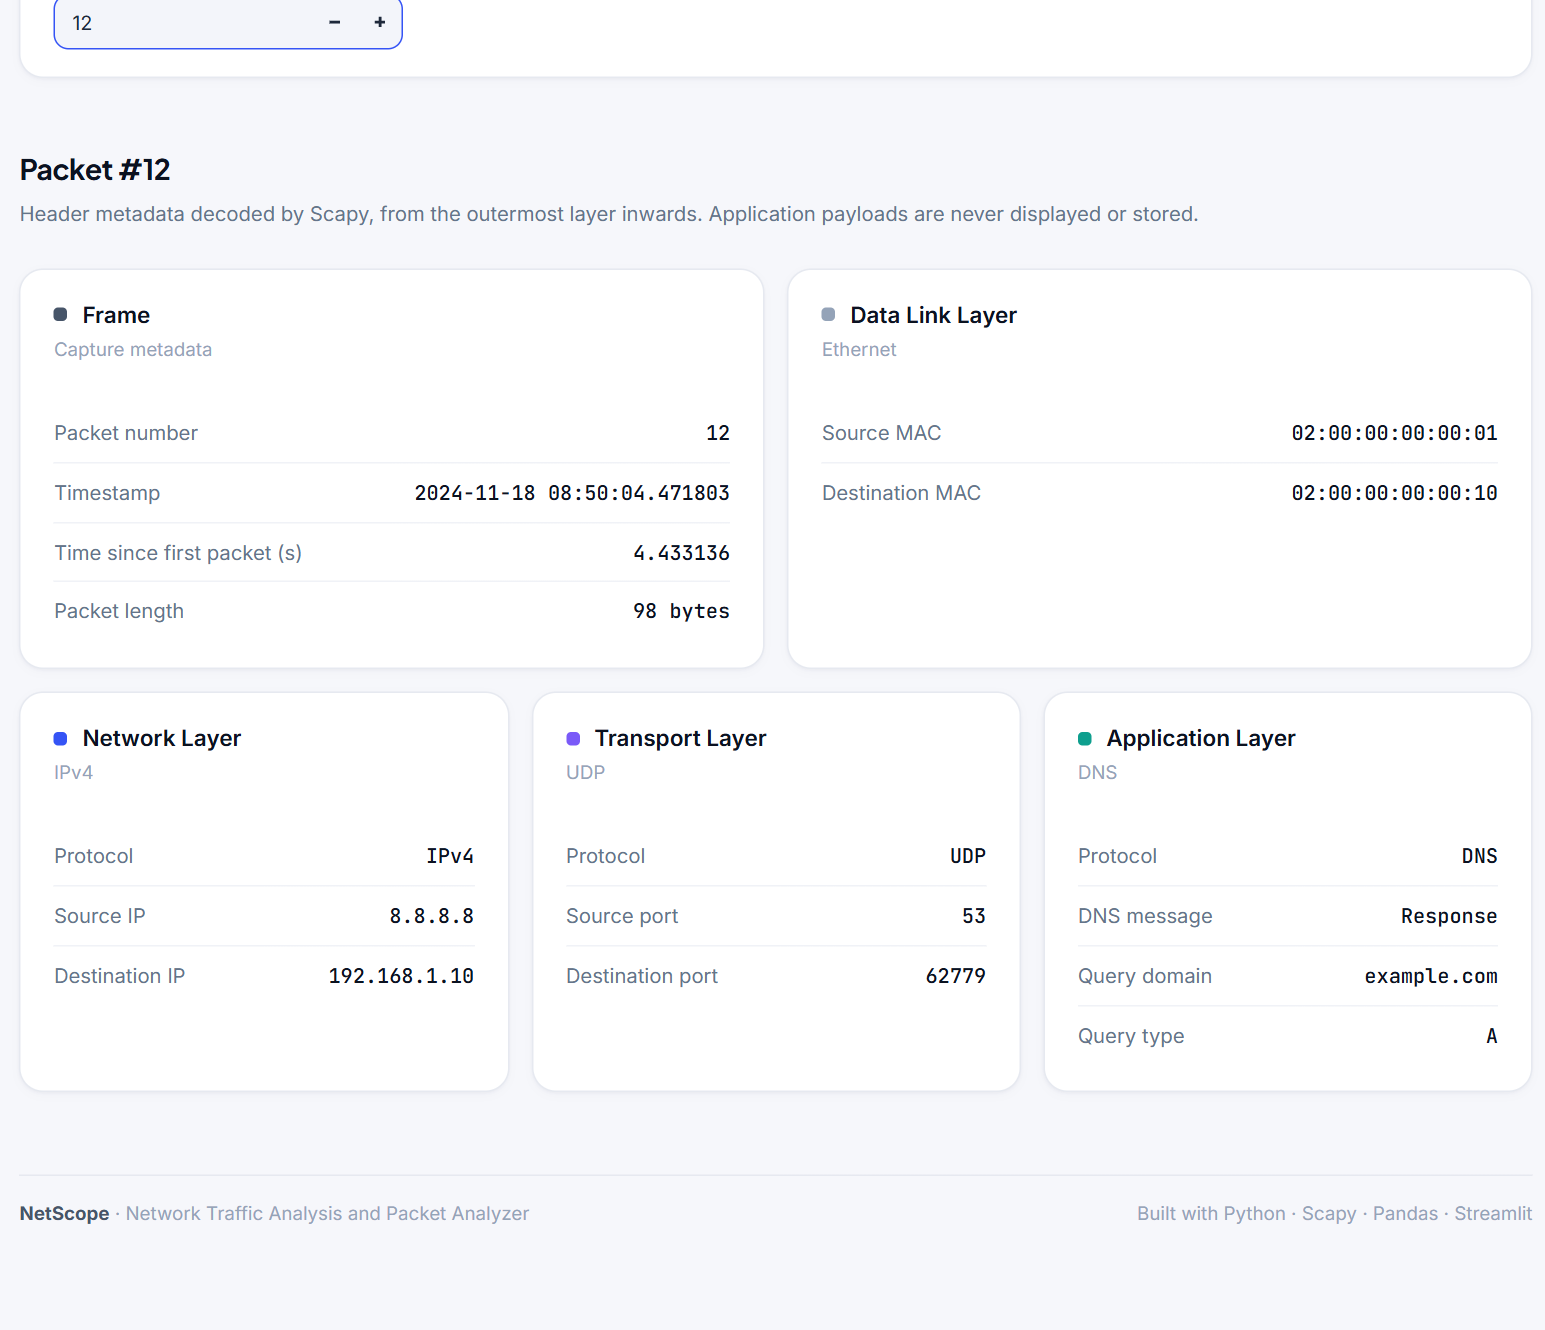 12 − +
Packet #12
Header metadata decoded by Scapy, from the outermost layer inwards. Application payloads are never displayed or stored.
Frame
Capture metadata
Packet number 12
Timestamp 2024-11-18 08:50:04.471803
Time since first packet (s) 4.433136
Packet length 98 bytes
Data Link Layer
Ethernet
Source MAC 02:00:00:00:00:01
Destination MAC 02:00:00:00:00:10
Network Layer
IPv4
Protocol IPv4
Source IP 8.8.8.8
Destination IP 192.168.1.10
Transport Layer
UDP
Protocol UDP
Source port 53
Destination port 62779
Application Layer
DNS
Protocol DNS
DNS message Response
Query domain example.com
Query type A
NetScope · Network Traffic Analysis and Packet Analyzer
Built with Python · Scapy · Pandas · Streamlit